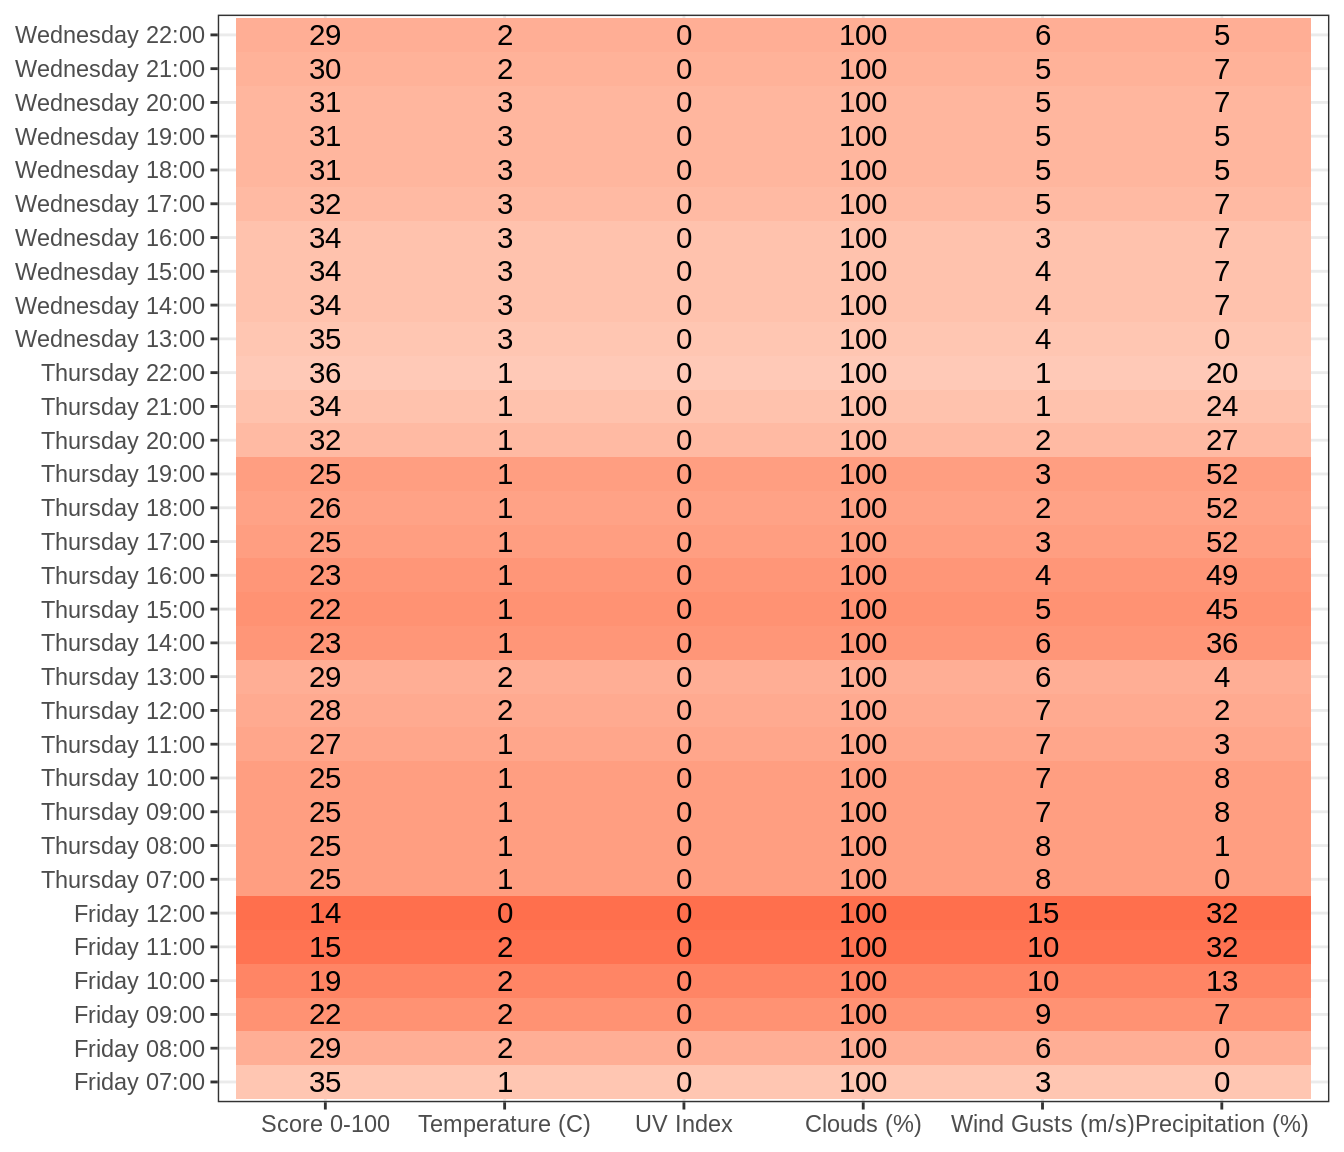 Wednesday 22:00 29 2 0 100 6 5
Wednesday 21:00 30 2 0 100 5 7
Wednesday 20:00 31 3 0 100 5 7
Wednesday 19:00 31 3 0 100 5 5
Wednesday 18:00 31 3 0 100 5 5
Wednesday 17:00 32 3 0 100 5 7
Wednesday 16:00 34 3 0 100 3 7
Wednesday 15:00 34 3 0 100 4 7
Wednesday 14:00 34 3 0 100 4 7
Wednesday 13:00 35 3 0 100 4 0
Thursday 22:00 36 1 0 100 1 20
Thursday 21:00 34 1 0 100 1 24
Thursday 20:00 32 1 0 100 2 27
Thursday 19:00 25 1 0 100 3 52
Thursday 18:00 26 1 0 100 2 52
Thursday 17:00 25 1 0 100 3 52
Thursday 16:00 23 1 0 100 4 49
Thursday 15:00 22 1 0 100 5 45
Thursday 14:00 23 1 0 100 6 36
Thursday 13:00 29 2 0 100 6 4
Thursday 12:00 28 2 0 100 7 2
Thursday 11:00 27 1 0 100 7 3
Thursday 10:00 25 1 0 100 7 8
Thursday 09:00 25 1 0 100 7 8
Thursday 08:00 25 1 0 100 8 1
Thursday 07:00 25 1 0 100 8 0
Friday 12:00 14 0 0 100 15 32
Friday 11:00 15 2 0 100 10 32
Friday 10:00 19 2 0 100 10 13
Friday 09:00 22 2 0 100 9 7
Friday 08:00 29 2 0 100 6 0
Friday 07:00 35 1 0 100 3 0
Score 0-100 Temperature (C) UV Index Clouds (%) Wind Gusts (m/s) Precipitation (%)